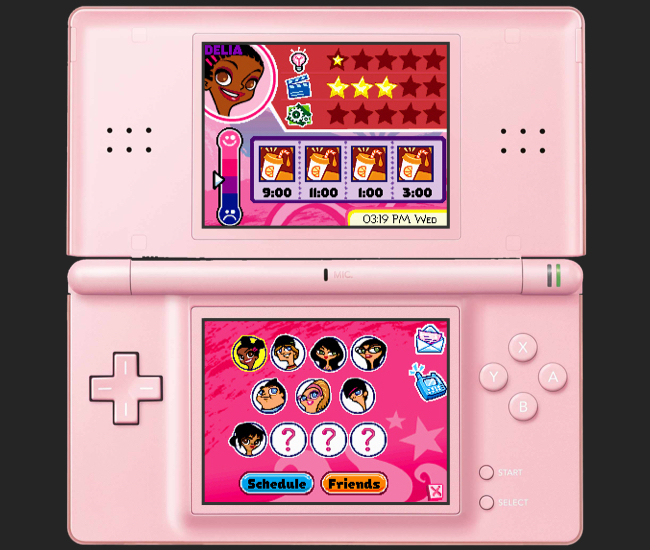 DELIA
9:00 11:00 1:00 3:00
03:19 PM WED
MIC.
X
Y A
B
? ? ?
START
Schedule Friends
SELECT